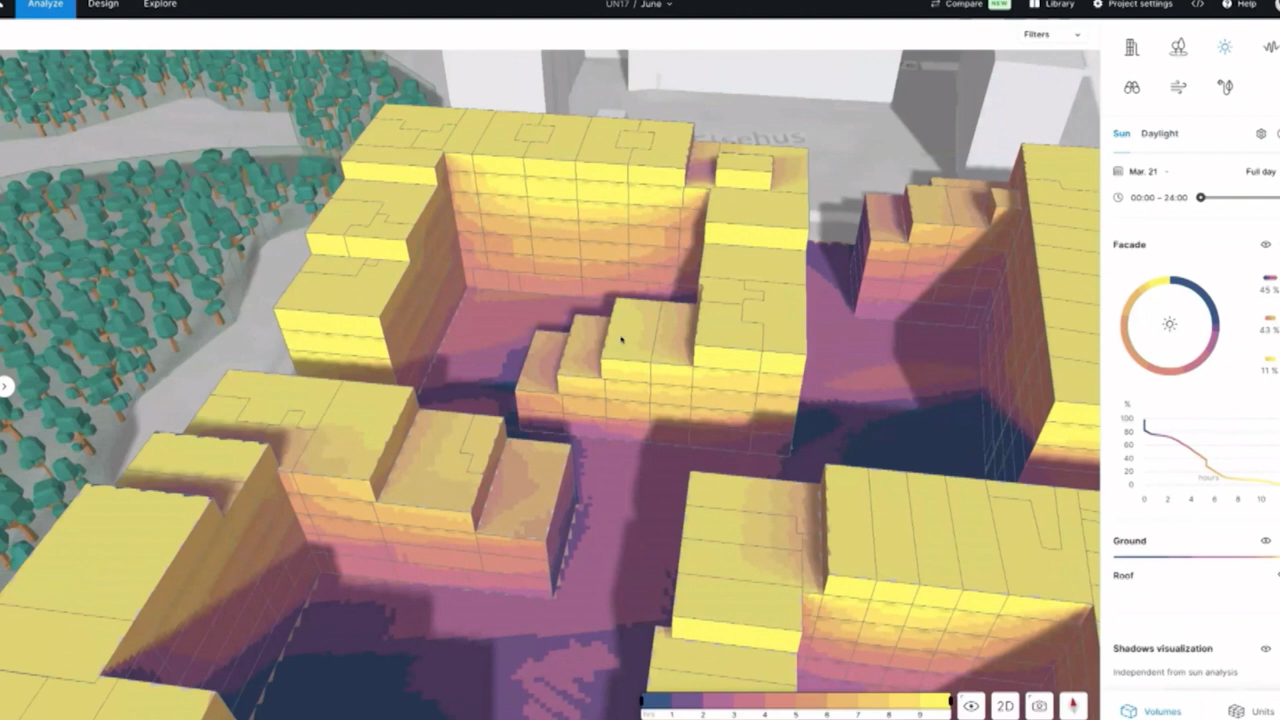 Analyze Design Explore UN17 / June Compare NEW Library Project settings </> Help
Filters
Sun Daylight
Mar. 21 - Full day
00:00 – 24:00
Facade
45 %
43 %
11 %
%
100
80
60
40
20
0
hours
0 2 4 6 8 10
Ground
Roof
Shadows visualization
Independent from sun analysis
hrs 1 2 3 4 5 6 7 8 9
2D
Volumes Units